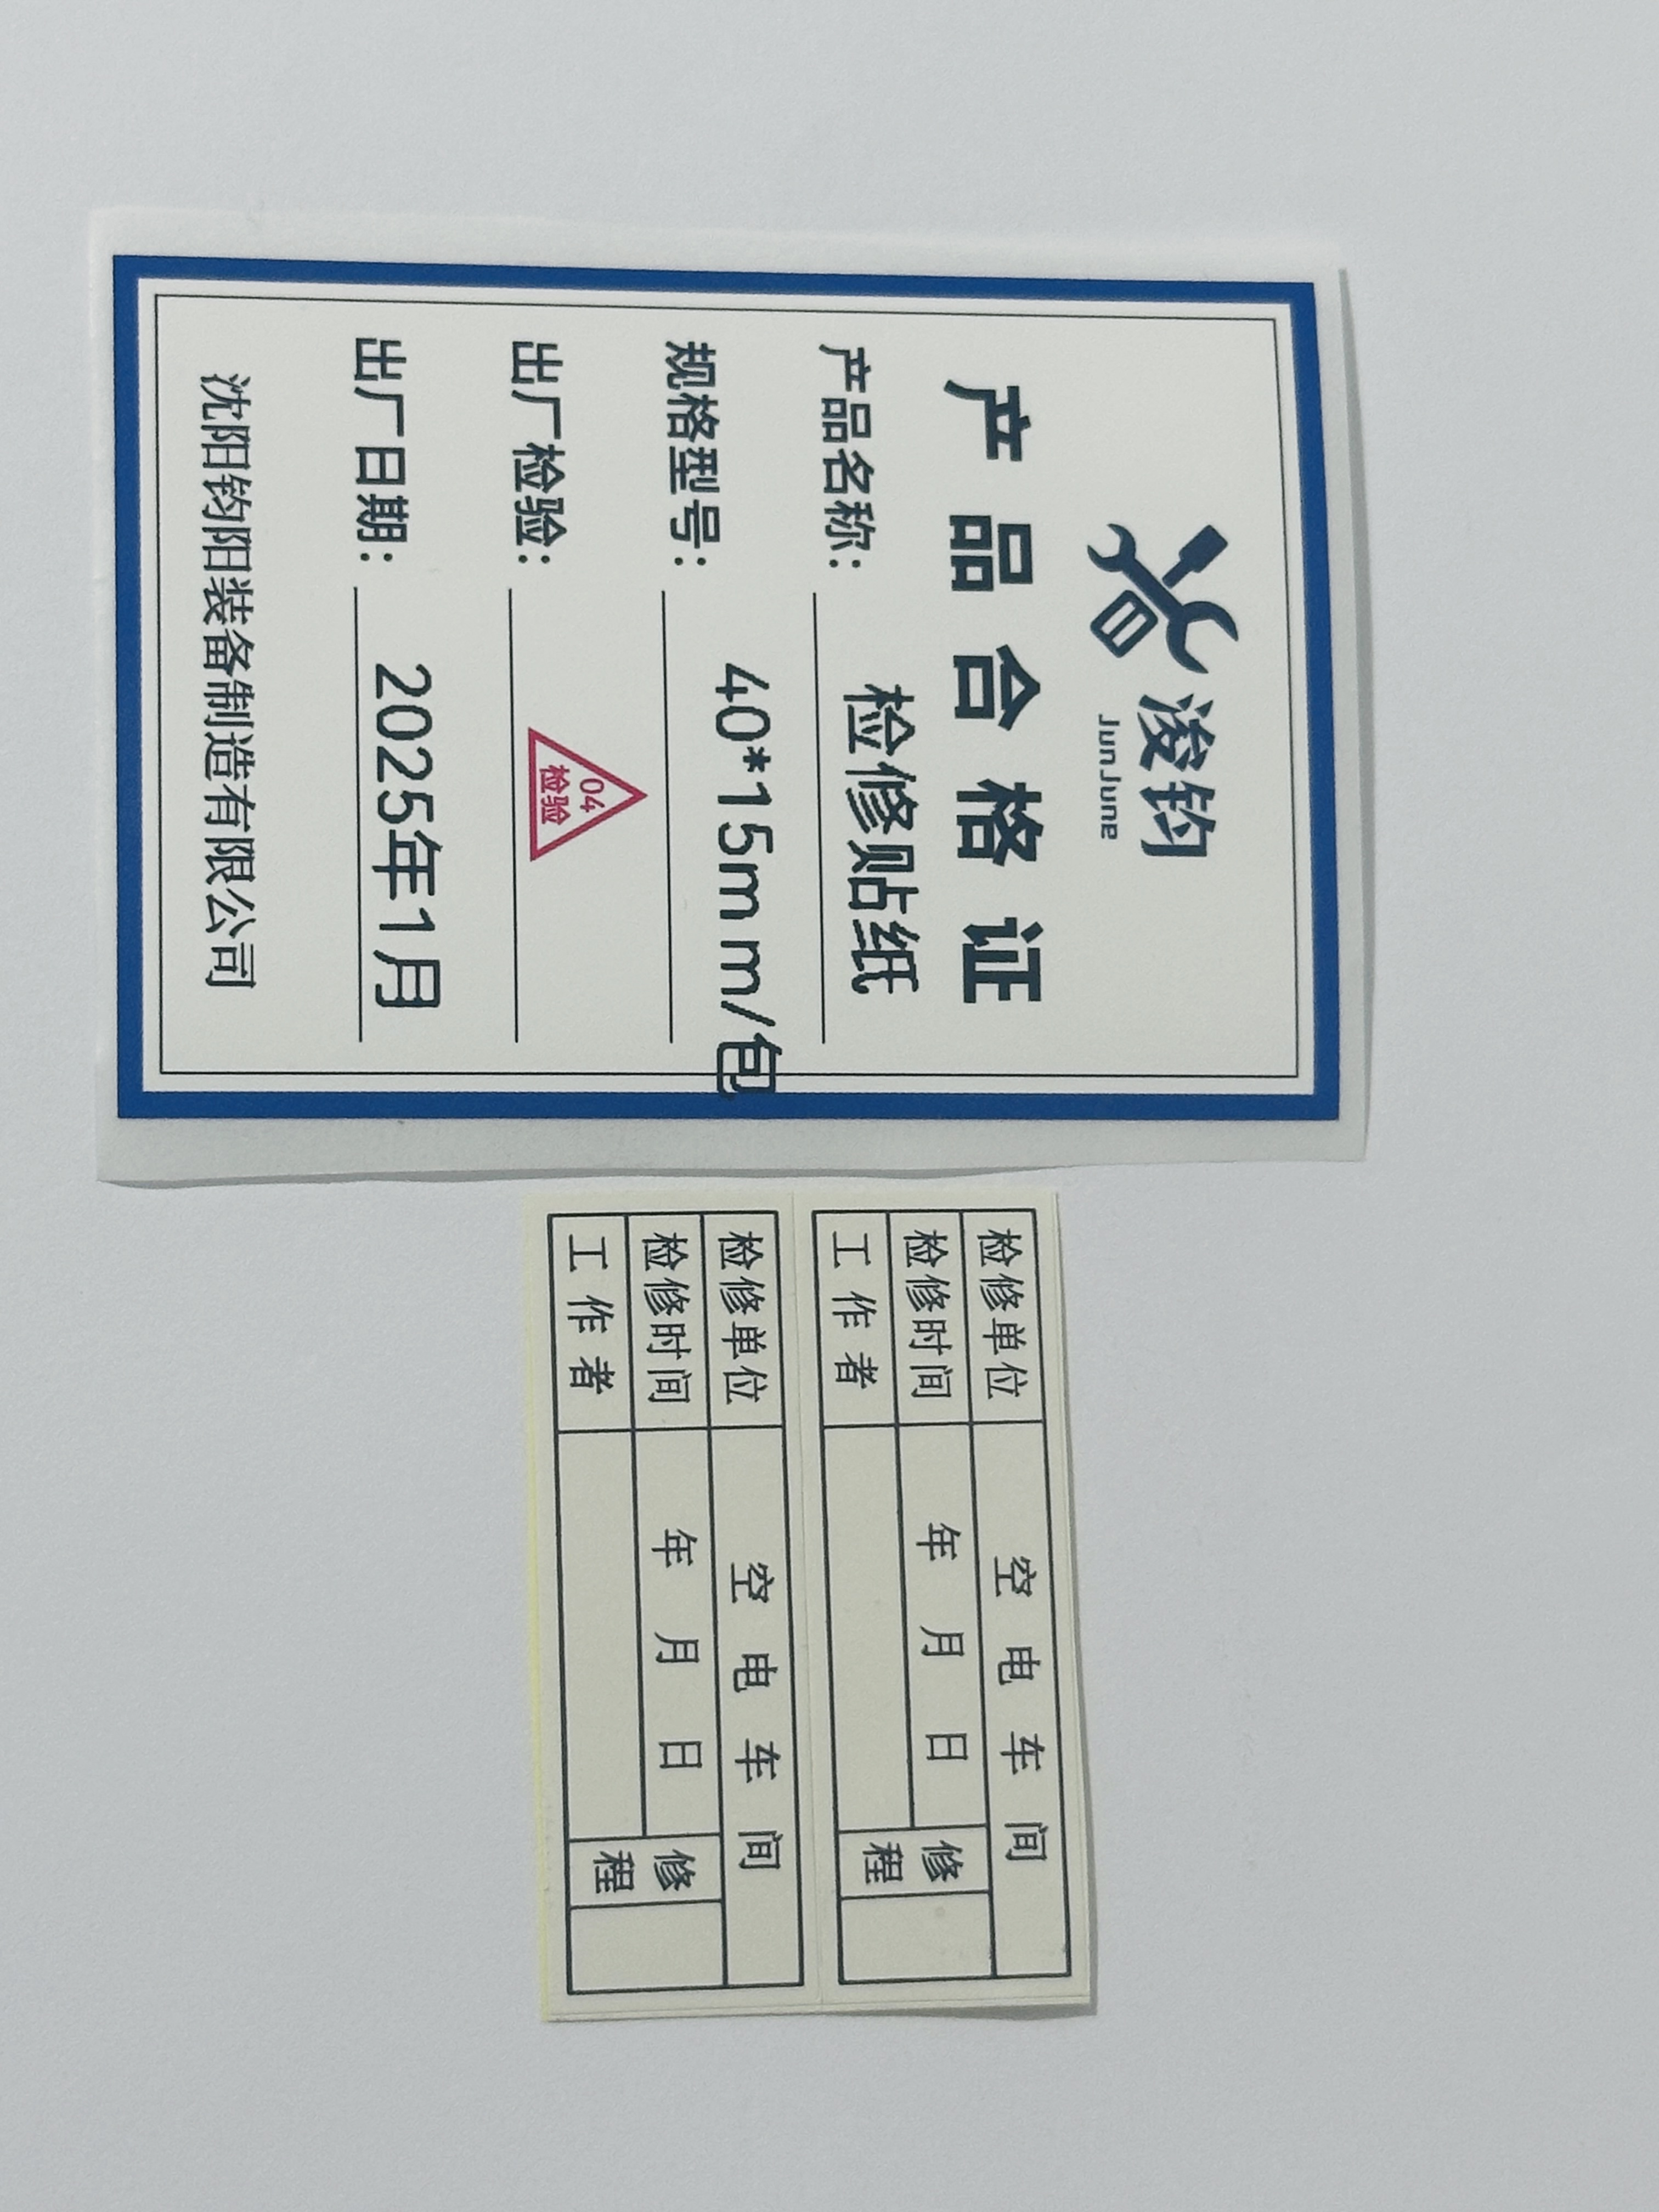 浚钧
JunJune
产品合格证
产品名称： 检修贴纸
规格型号： 40*15mm/包
出厂检验： 04 检验
出厂日期： 2025年1月
沈阳钧阳装备制造有限公司
检修单位 空电车间
检修时间 年 月 日 修程
工作者
检修单位 空电车间
检修时间 年 月 日 修程
工作者